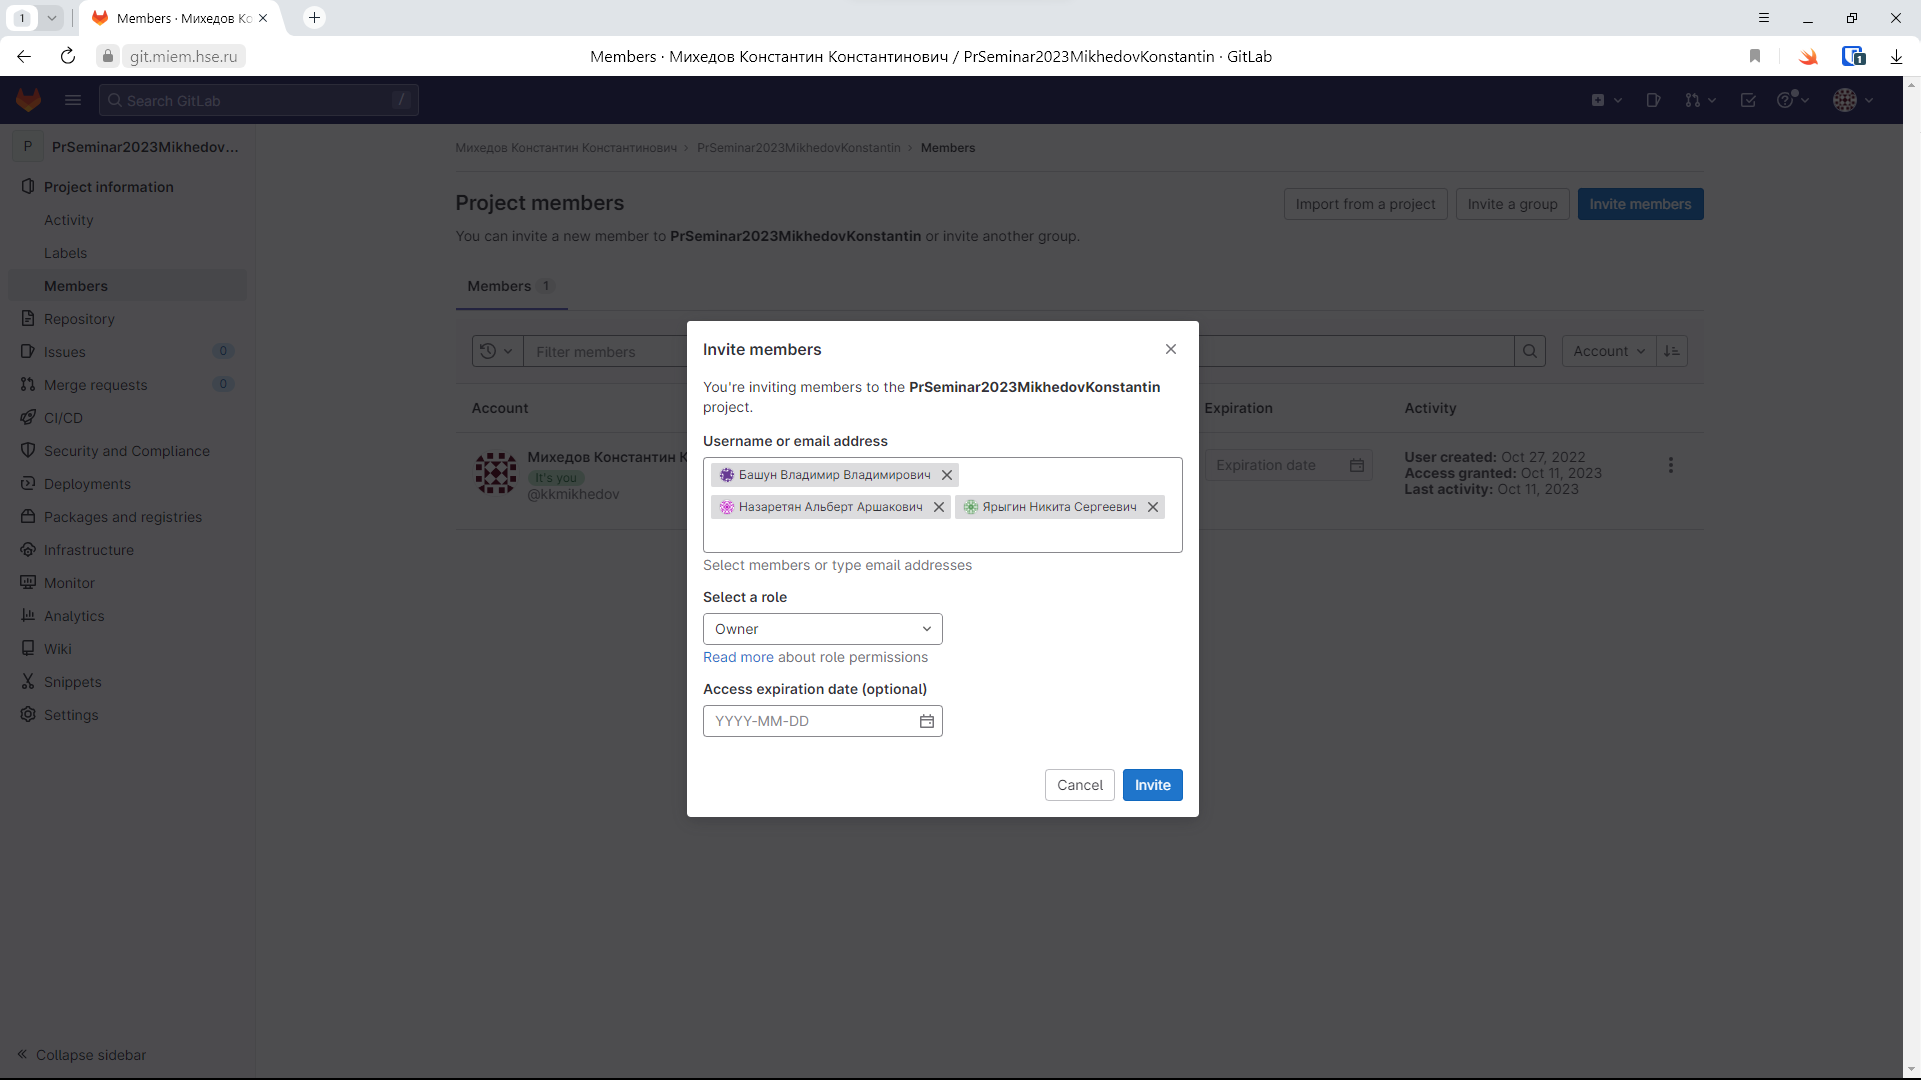 1
Members · Михедов Ко
git.miem.hse.ru
Members · Михедов Константин Константинович / PrSeminar2023MikhedovKonstantin · GitLab
1
Search GitLab
/
P
PrSeminar2023Mikhedov...
Project information
Activity
Labels
Members
Repository
Issues 0
Merge requests 0
CI/CD
Security and Compliance
Deployments
Packages and registries
Infrastructure
Monitor
Analytics
Wiki
Snippets
Settings
Collapse sidebar
Михедов Константин Константинович › PrSeminar2023MikhedovKonstantin › Members
Project members
Import from a project
Invite a group
Invite members
You can invite a new member to PrSeminar2023MikhedovKonstantin or invite another group.
Members 1
Filter members
Account
Account
Expiration
Activity
Михедов Константин К
It's you
@kkmikhedov
Expiration date
User created: Oct 27, 2022
Access granted: Oct 11, 2023
Last activity: Oct 11, 2023
Invite members
You're inviting members to the PrSeminar2023MikhedovKonstantin
project.
Username or email address
Башун Владимир Владимирович
Назаретян Альберт Аршакович
Ярыгин Никита Сергеевич
Select members or type email addresses
Select a role
Owner
Read more about role permissions
Access expiration date (optional)
YYYY-MM-DD
Cancel
Invite